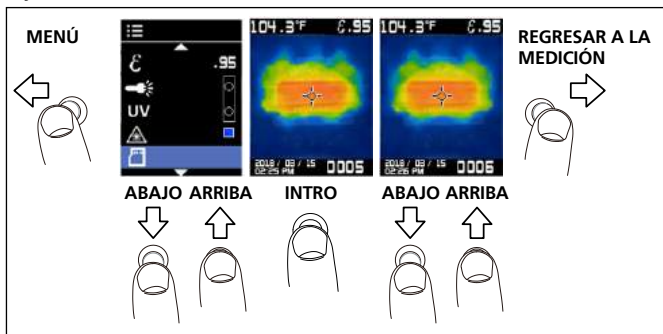 MENÚ
ε .95
UV
104.3°F ε.95
2018 / 03 / 15
02:25 PM 0005
104.3°F ε.95
2018 / 03 / 15
02:25 PM 0006
REGRESAR A LA
MEDICIÓN
ABAJO ARRIBA INTRO ABAJO ARRIBA